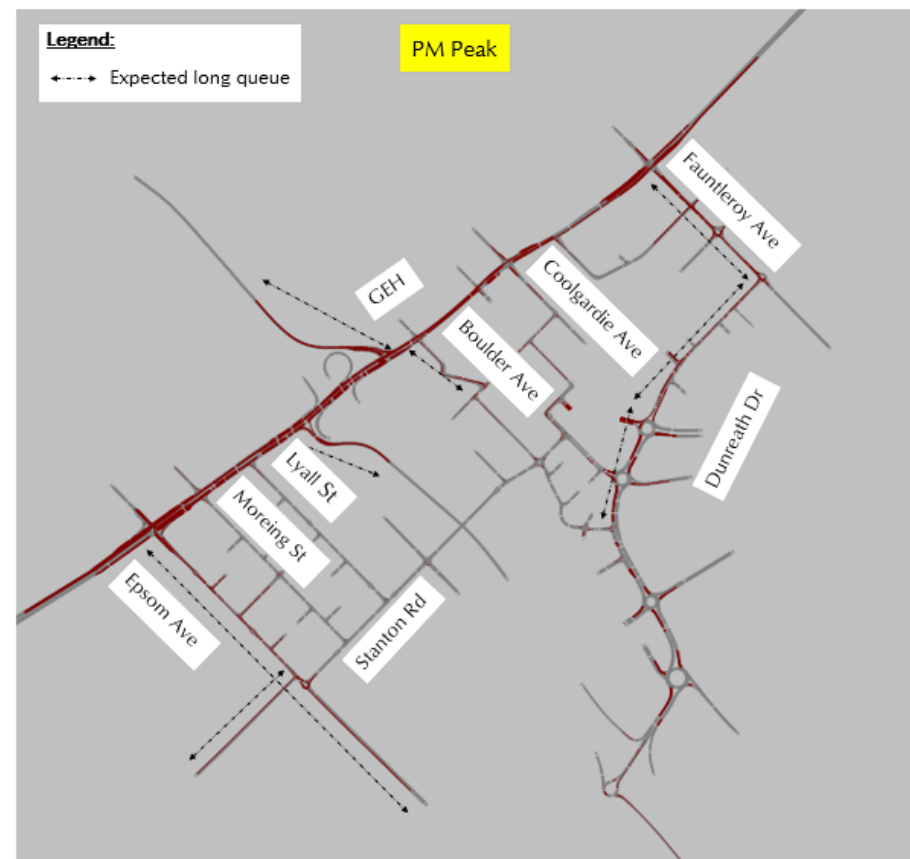 Legend:
Expected long queue
PM Peak
Fauntleroy Ave
GEH
Coolgardie Ave
Boulder Ave
Dunreath Dr
Lyall St
Moreing St
Epsom Ave
Stanton Rd